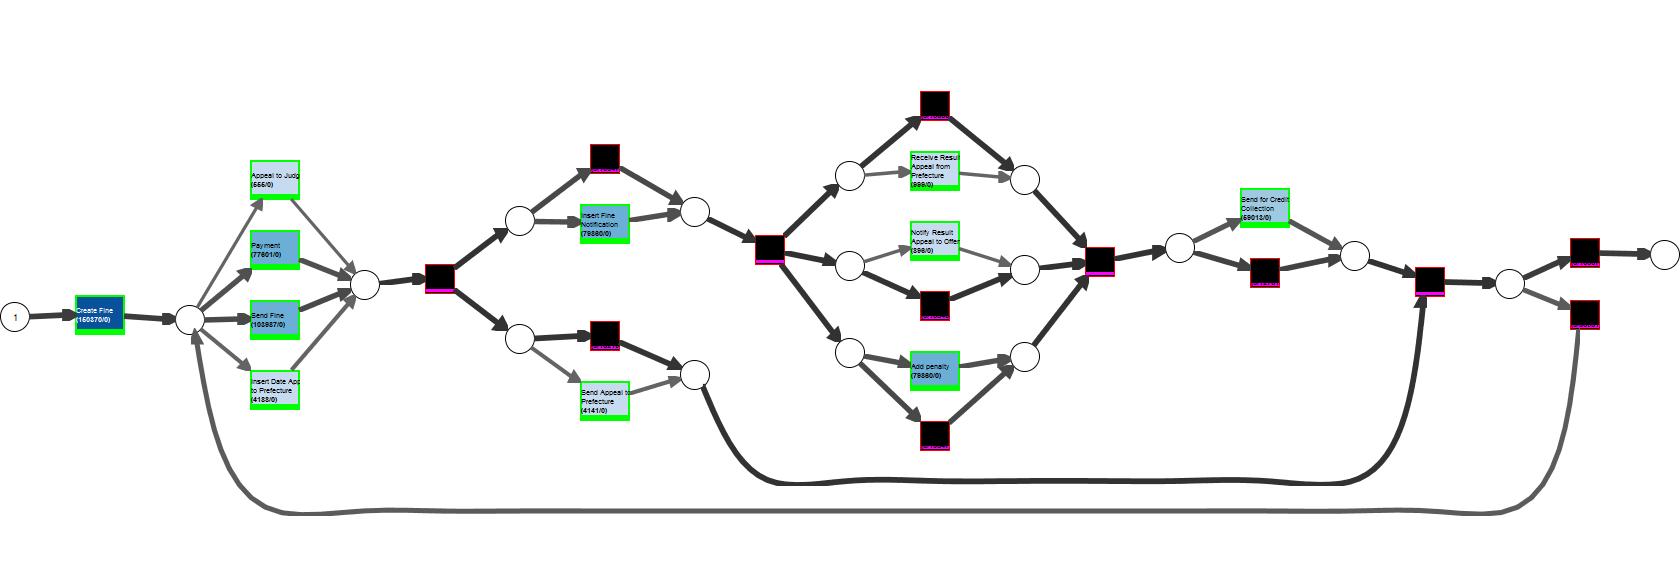 Receive Resul
Appeal from
Prefecture
(999/0)
Appeal to Judg
(555/0)
Send for Credit
Collection
(59013/0)
Insert Fine
Notification
(79860/0)
Notify Result
Appeal to Offer
(896/0)
Payment
(77601/0)
1
Create Fine
(150370/0)
Send Fine
(103987/0)
Add penalty
(79860/0)
Insert Date App
to Prefecture
(4188/0)
Send Appeal to
Prefecture
(4141/0)